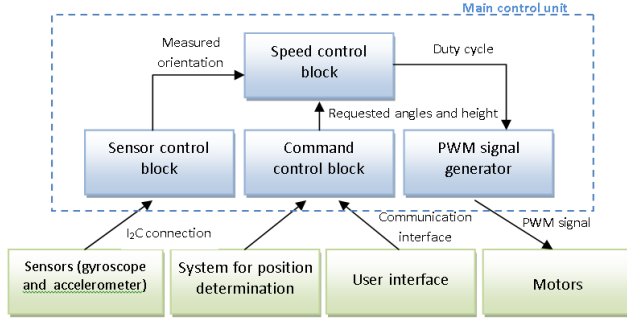 Main control unit
Measured
orientation
Speed control
block
Duty cycle
Requested angles and height
Sensor control
block
Command
control block
PWM signal
generator
I₂C connection
Communication
interface
PWM signal
Sensors (gyroscope
and accelerometer)
System for position
determination
User interface
Motors